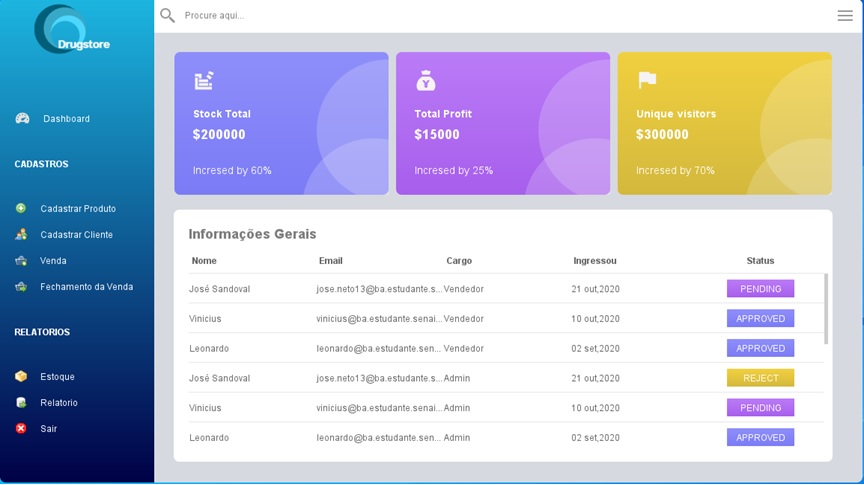 Drugstore
Procure aqui...
Dashboard
CADASTROS
Cadastrar Produto
Cadastrar Cliente
Venda
Fechamento da Venda
RELATORIOS
Estoque
Relatorio
Sair
Stock Total
$200000
Incresed by 60%
Total Profit
$15000
Incresed by 25%
Unique visitors
$300000
Incresed by 70%
Informações Gerais
Nome Email Cargo Ingressou Status
José Sandoval jose.neto13@ba.estudante.s... Vendedor 21 out,2020 PENDING
Vinicius vinicius@ba.estudante.senai... Vendedor 10 out,2020 APPROVED
Leonardo leonardo@ba.estudante.sen... Vendedor 02 set,2020 APPROVED
José Sandoval jose.neto13@ba.estudante.s... Admin 21 out,2020 REJECT
Vinicius vinicius@ba.estudante.senai... Admin 10 out,2020 PENDING
Leonardo leonardo@ba.estudante.sen... Admin 02 set,2020 APPROVED